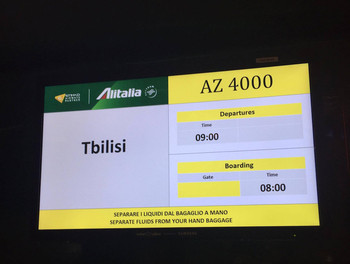 Alitalia
AZ 4000
Tbilisi
Departures
Time
09:00
Boarding
Gate
Time
08:00
SEPARARE I LIQUIDI DAL BAGAGLIO A MANO
SEPARATE FLUIDS FROM YOUR HAND BAGGAGE